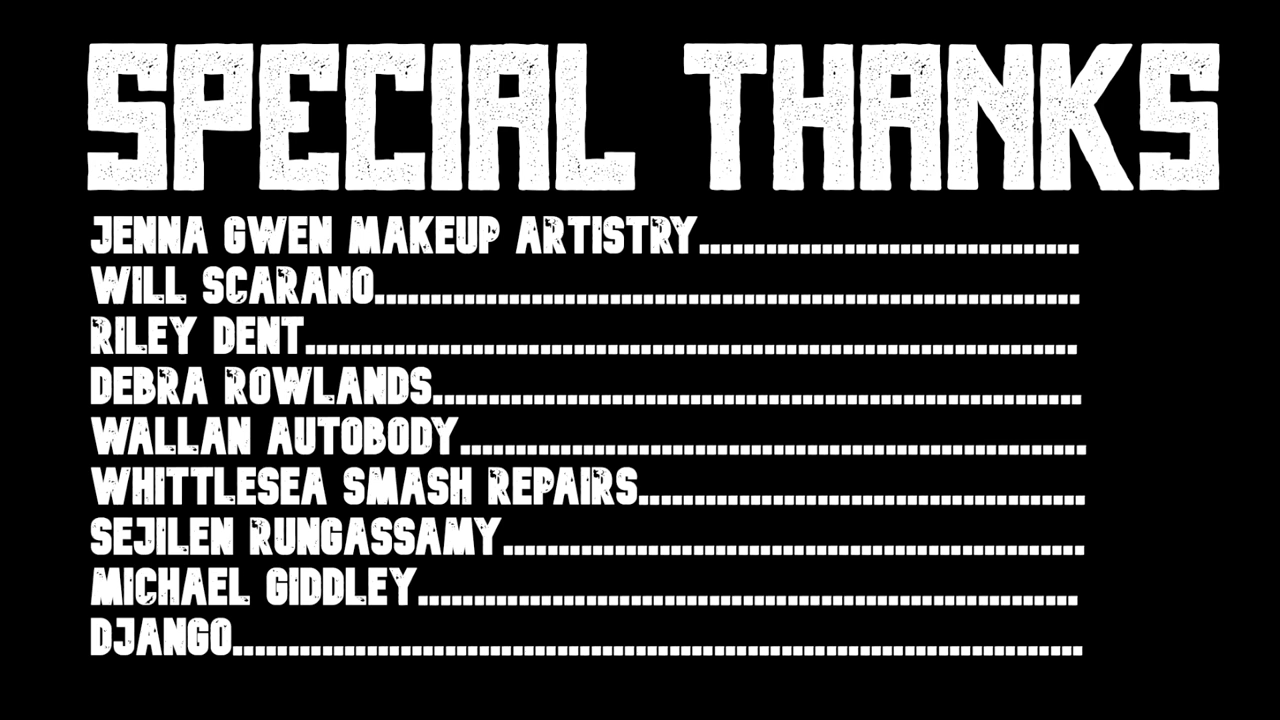 SPECIAL THANKS
JENNA GWEN MAKEUP ARTISTRY..................................
WILL SCARANO...............................................................
RILEY DENT.....................................................................
DEBRA ROWLANDS..........................................................
WALLAN AUTOBODY........................................................
WHITTLESEA SMASH REPAIRS........................................
SEJILEN RUNGASSAMY....................................................
MICHAEL GIDDLEY...........................................................
DJANGO............................................................................